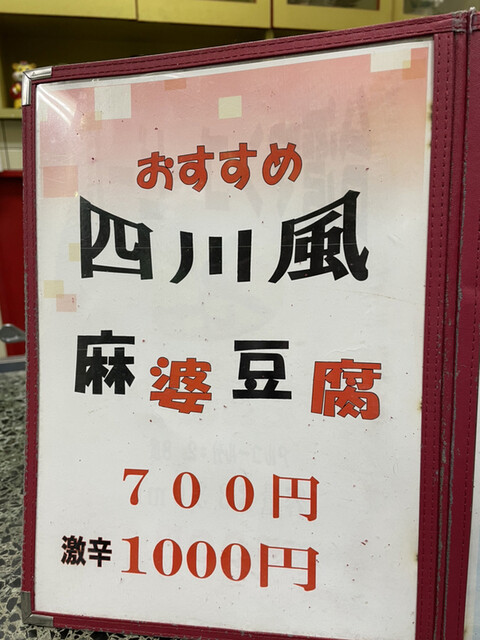 おすすめ
四川風
麻婆豆腐
７００円
激辛 1000円